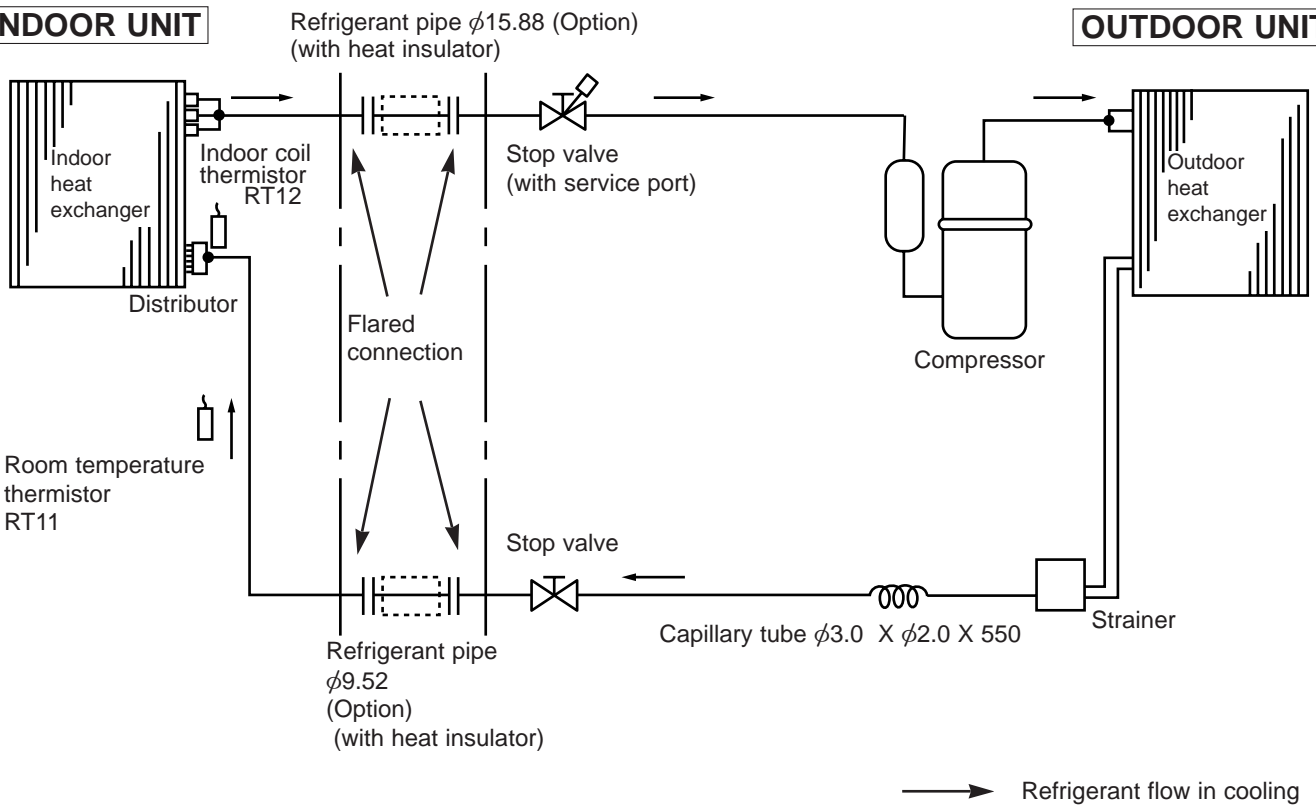 INDOOR UNIT
Refrigerant pipe ϕ15.88 (Option)
(with heat insulator)
OUTDOOR UNIT
Indoor
heat
exchanger
Indoor coil
thermistor
RT12
Stop valve
(with service port)
Outdoor
heat
exchanger
Distributor
Flared
connection
Compressor
Room temperature
thermistor
RT11
Stop valve
Strainer
Capillary tube ϕ3.0 X ϕ2.0 X 550
Refrigerant pipe
ϕ9.52
(Option)
(with heat insulator)
Refrigerant flow in cooling